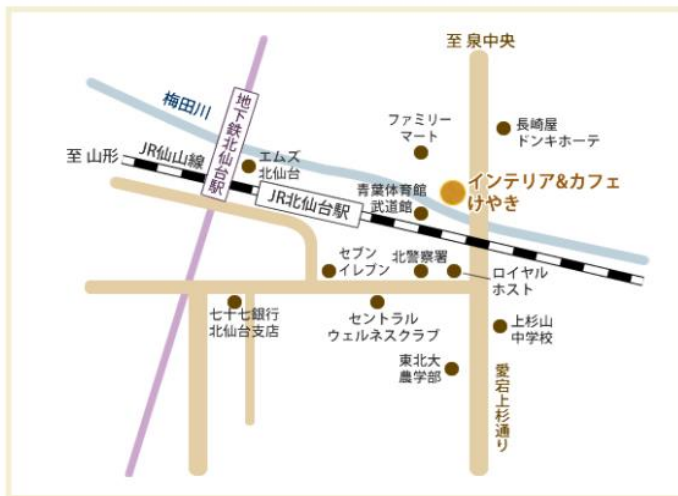 至 泉中央
梅田川
地下鉄北仙台駅
ファミリー
マート
長崎屋
ドンキホーテ
至 山形
JR仙山線
エムズ
北仙台
JR北仙台駅
青葉体育館
武道館
インテリア&カフェ
けやき
セブン
イレブン
北警察署
ロイヤル
ホスト
七十七銀行
北仙台支店
セントラル
ウェルネスクラブ
上杉山
中学校
東北大
農学部
愛宕上杉通り